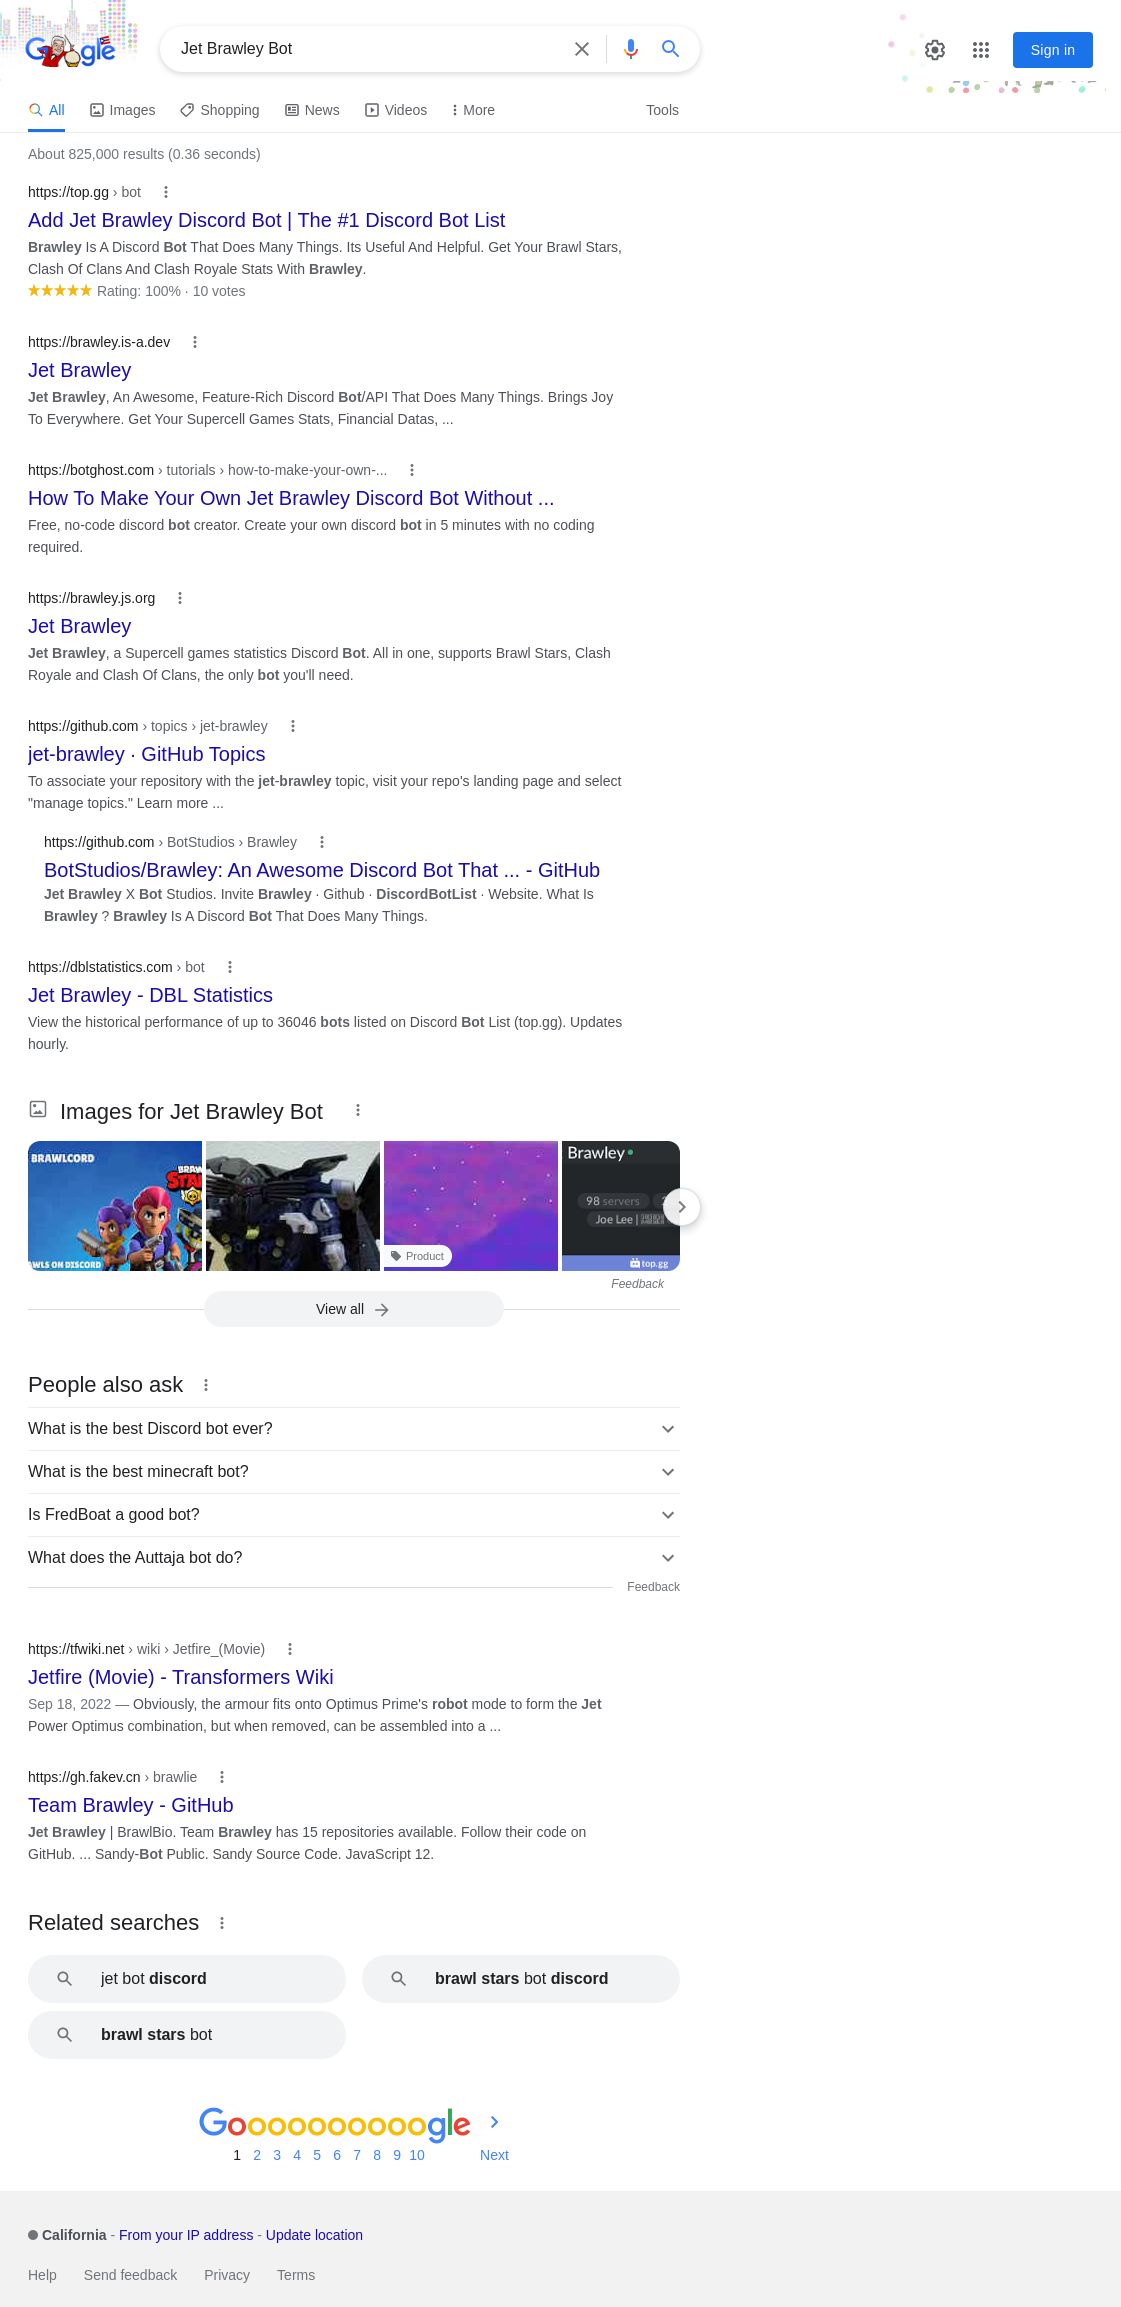 Google
Jet Brawley Bot
Sign in
All
Images
Shopping
News
Videos
More
Tools
About 825,000 results (0.36 seconds)
https://top.gg › bot
Add Jet Brawley Discord Bot | The #1 Discord Bot List
Brawley Is A Discord Bot That Does Many Things. Its Useful And Helpful. Get Your Brawl Stars,
Clash Of Clans And Clash Royale Stats With Brawley.
Rating: 100% · 10 votes
https://brawley.is-a.dev
Jet Brawley
Jet Brawley, An Awesome, Feature-Rich Discord Bot/API That Does Many Things. Brings Joy
To Everywhere. Get Your Supercell Games Stats, Financial Datas, ...
https://botghost.com › tutorials › how-to-make-your-own-...
How To Make Your Own Jet Brawley Discord Bot Without ...
Free, no-code discord bot creator. Create your own discord bot in 5 minutes with no coding
required.
https://brawley.js.org
Jet Brawley
Jet Brawley, a Supercell games statistics Discord Bot. All in one, supports Brawl Stars, Clash
Royale and Clash Of Clans, the only bot you'll need.
https://github.com › topics › jet-brawley
jet-brawley · GitHub Topics
To associate your repository with the jet-brawley topic, visit your repo's landing page and select
"manage topics." Learn more ...
https://github.com › BotStudios › Brawley
BotStudios/Brawley: An Awesome Discord Bot That ... - GitHub
Jet Brawley X Bot Studios. Invite Brawley · Github · DiscordBotList · Website. What Is
Brawley ? Brawley Is A Discord Bot That Does Many Things.
https://dblstatistics.com › bot
Jet Brawley - DBL Statistics
View the historical performance of up to 36046 bots listed on Discord Bot List (top.gg). Updates
hourly.
Images for Jet Brawley Bot
BRAWLCORD
BRAW
STA
AWLS ON DISCORD
Product
Brawley
98 servers
Joe Lee |
top.gg
Feedback
View all
People also ask
What is the best Discord bot ever?
What is the best minecraft bot?
Is FredBoat a good bot?
What does the Auttaja bot do?
Feedback
https://tfwiki.net › wiki › Jetfire_(Movie)
Jetfire (Movie) - Transformers Wiki
Sep 18, 2022 — Obviously, the armour fits onto Optimus Prime's robot mode to form the Jet
Power Optimus combination, but when removed, can be assembled into a ...
https://gh.fakev.cn › brawlie
Team Brawley - GitHub
Jet Brawley | BrawlBio. Team Brawley has 15 repositories available. Follow their code on
GitHub. ... Sandy-Bot Public. Sandy Source Code. JavaScript 12.
Related searches
jet bot discord
brawl stars bot discord
brawl stars bot
Goooooooooogle
1 2 3 4 5 6 7 8 9 10 Next
California - From your IP address - Update location
Help Send feedback Privacy Terms